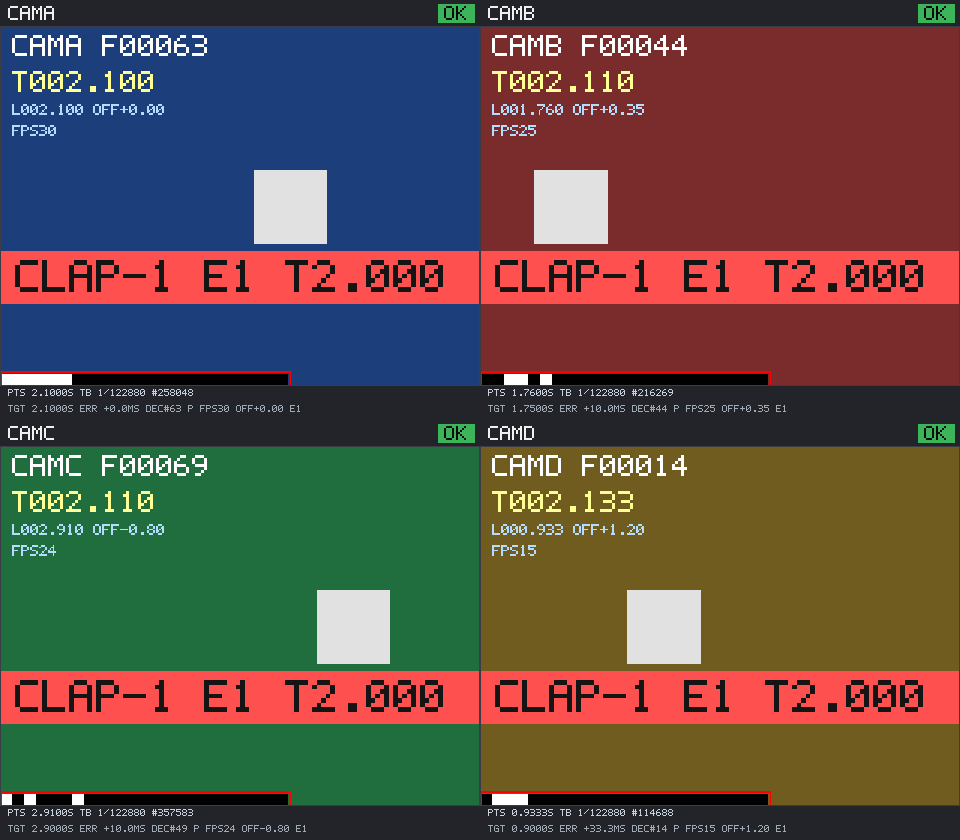 CAMA OK
CAMA F00063
T002.100
L002.100 OFF+0.00
FPS30
CLAP-1 E1 T2.000
PTS 2.1000S TB 1/122880 #258048
TGT 2.1000S ERR +0.0MS DEC#63 P FPS30 OFF+0.00 E1
CAMB OK
CAMB F00044
T002.110
L001.760 OFF+0.35
FPS25
CLAP-1 E1 T2.000
PTS 1.7600S TB 1/122880 #216269
TGT 1.7500S ERR +10.0MS DEC#44 P FPS25 OFF+0.35 E1
CAMC OK
CAMC F00069
T002.110
L002.910 OFF-0.80
FPS24
CLAP-1 E1 T2.000
PTS 2.9100S TB 1/122880 #357583
TGT 2.9000S ERR +10.0MS DEC#49 P FPS24 OFF-0.80 E1
CAMD OK
CAMD F00014
T002.133
L000.933 OFF+1.20
FPS15
CLAP-1 E1 T2.000
PTS 0.9333S TB 1/122880 #114688
TGT 0.9000S ERR +33.3MS DEC#14 P FPS15 OFF+1.20 E1